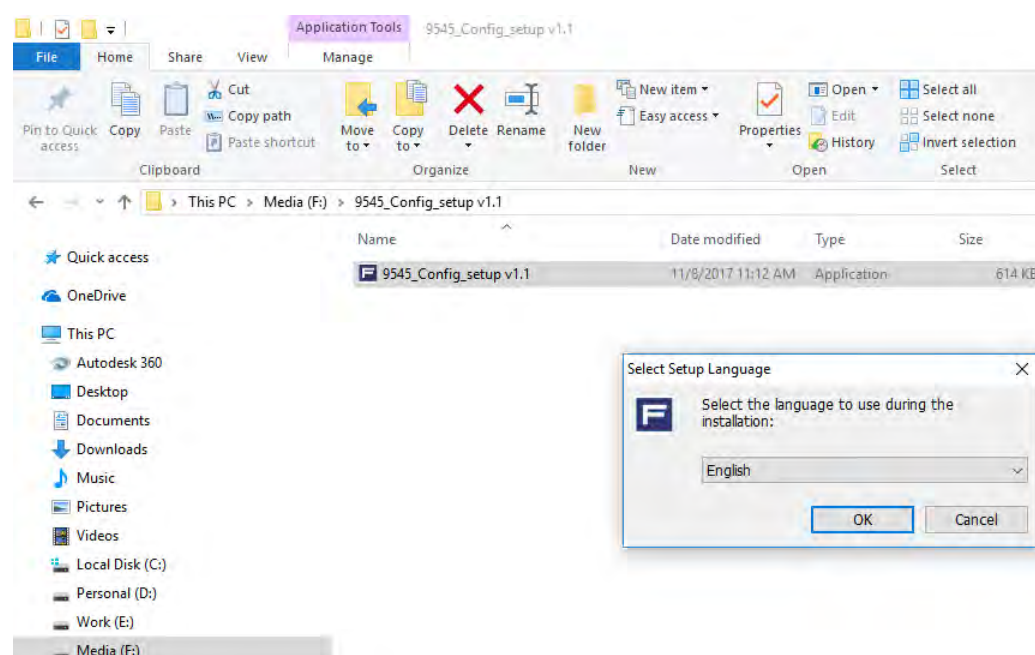 Application Tools 9545_Config_setup v1.1
File Home Share View Manage
Pin to Quick access
Copy
Paste
Cut
Copy path
Paste shortcut
Clipboard
Move to
Copy to
Delete
Rename
New folder
Organize
New item
Easy access
New
Properties
Open
Edit
History
Open
Select all
Select none
Invert selection
Select
This PC > Media (F:) > 9545_Config_setup v1.1
Name Date modified Type Size
9545_Config_setup v1.1 11/8/2017 11:12 AM Application 614 KB
Quick access
OneDrive
This PC
Autodesk 360
Desktop
Documents
Downloads
Music
Pictures
Videos
Local Disk (C:)
Personal (D:)
Work (E:)
Media (F:)
Select Setup Language
F
Select the language to use during the
installation:
English
OK Cancel